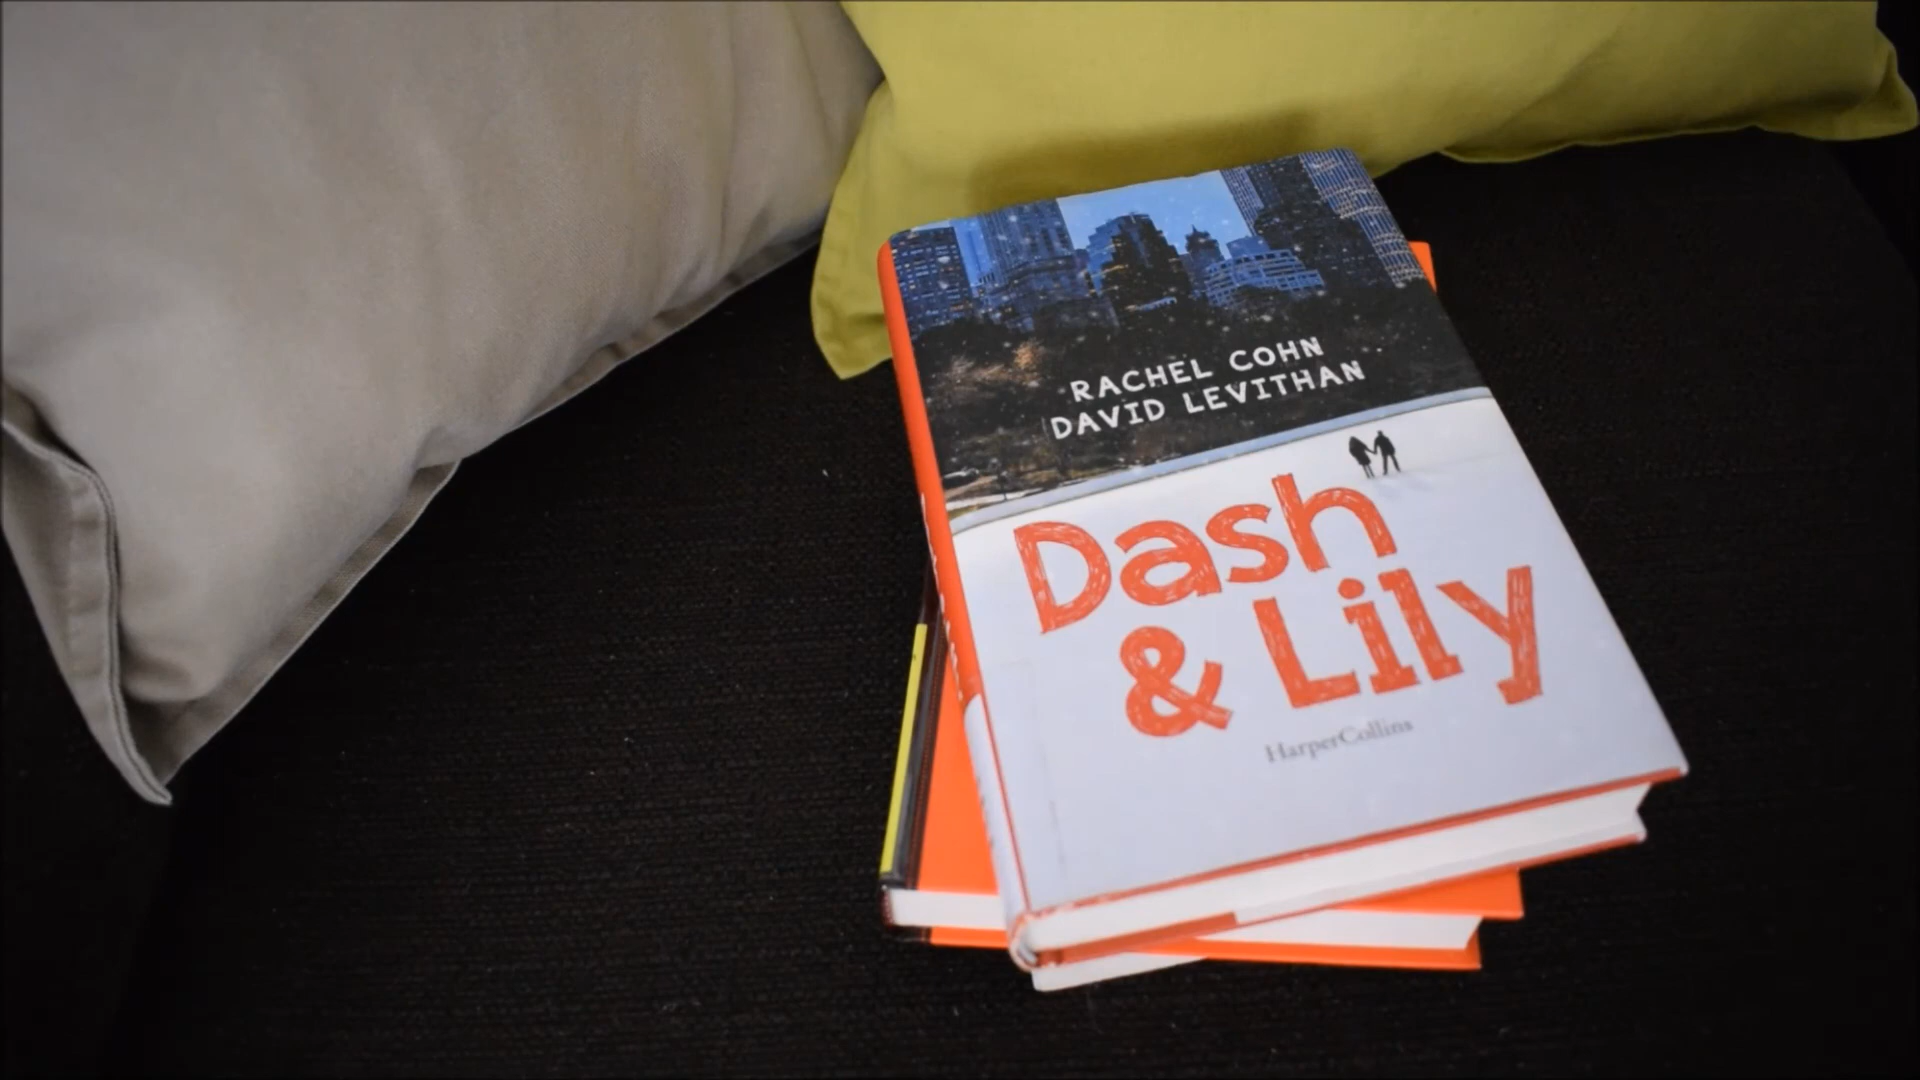 RACHEL COHN
DAVID LEVITHAN
Dash
& Lily
HarperCollins